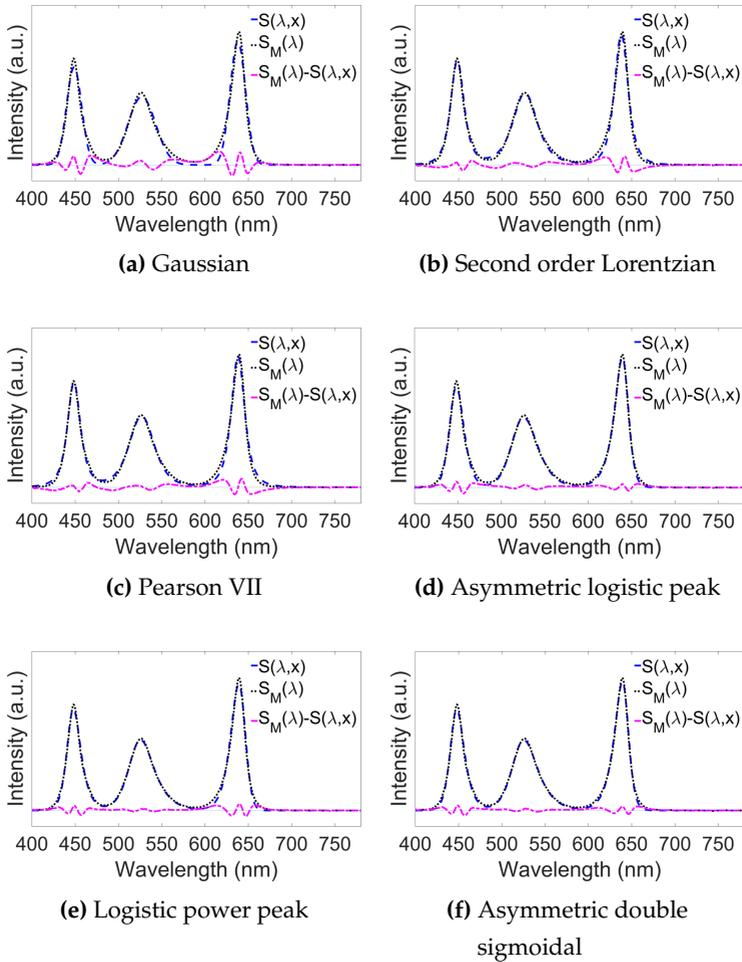 S(λ,x)
S_M(λ)
S_M(λ)-S(λ,x)
Intensity (a.u.)
400 450 500 550 600 650 700 750
Wavelength (nm)
(a) Gaussian
S(λ,x)
S_M(λ)
S_M(λ)-S(λ,x)
Intensity (a.u.)
400 450 500 550 600 650 700 750
Wavelength (nm)
(b) Second order Lorentzian
S(λ,x)
S_M(λ)
S_M(λ)-S(λ,x)
Intensity (a.u.)
400 450 500 550 600 650 700 750
Wavelength (nm)
(c) Pearson VII
S(λ,x)
S_M(λ)
S_M(λ)-S(λ,x)
Intensity (a.u.)
400 450 500 550 600 650 700 750
Wavelength (nm)
(d) Asymmetric logistic peak
S(λ,x)
S_M(λ)
S_M(λ)-S(λ,x)
Intensity (a.u.)
400 450 500 550 600 650 700 750
Wavelength (nm)
(e) Logistic power peak
S(λ,x)
S_M(λ)
S_M(λ)-S(λ,x)
Intensity (a.u.)
400 450 500 550 600 650 700 750
Wavelength (nm)
(f) Asymmetric double
sigmoidal